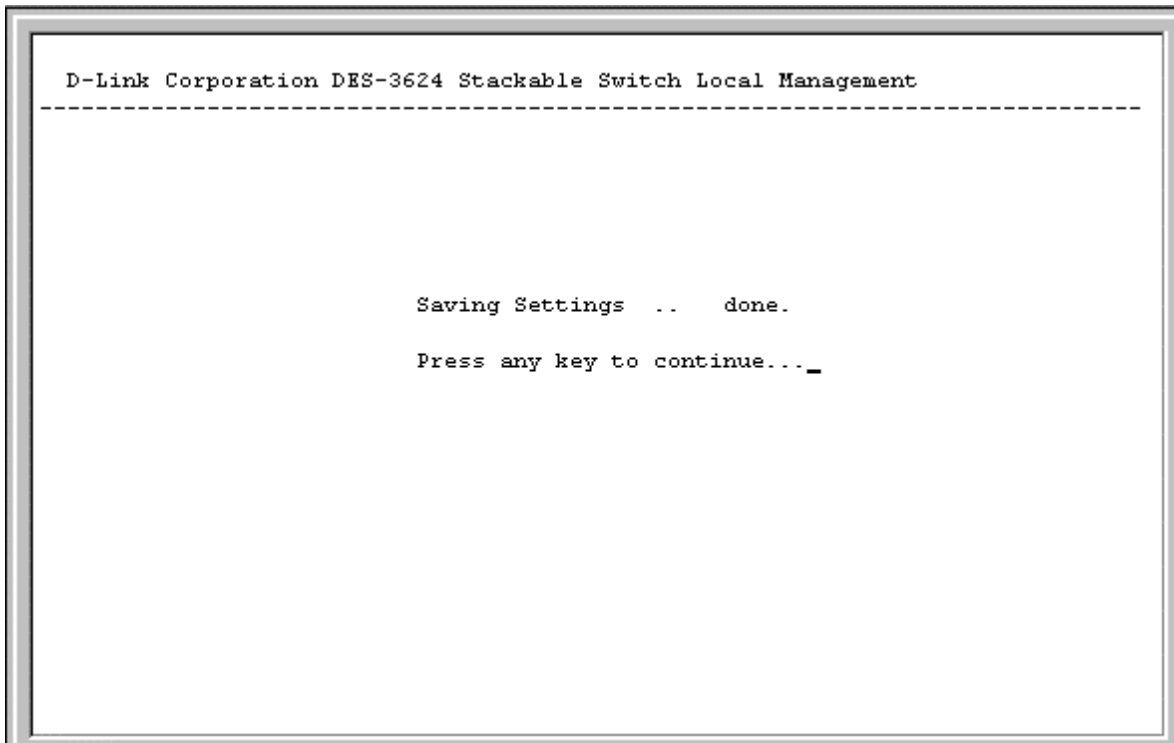 D-Link Corporation DES-3624 Stackable Switch Local Management
--------------------------------------------------------------------------------
Saving Settings  ..   done.
Press any key to continue..._